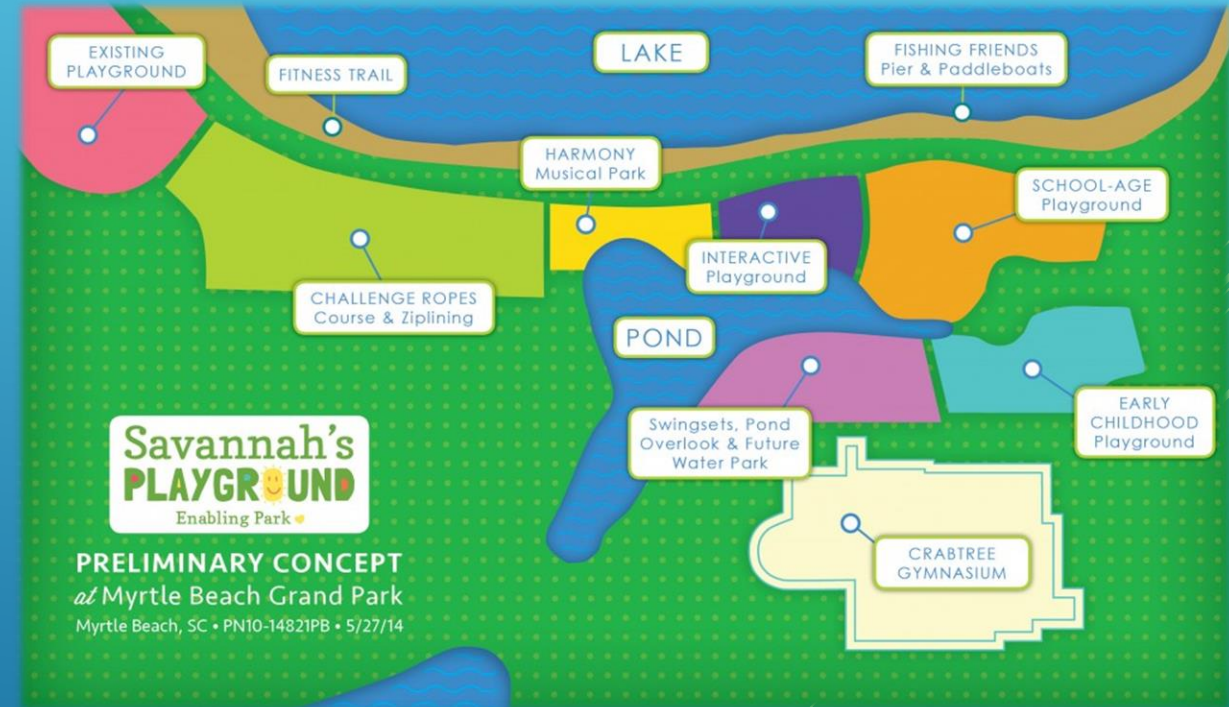 EXISTING
PLAYGROUND
FITNESS TRAIL
LAKE
FISHING FRIENDS
Pier & Paddleboats
HARMONY
Musical Park
SCHOOL-AGE
Playground
INTERACTIVE
Playground
CHALLENGE ROPES
Course & Ziplining
POND
Swingsets, Pond
Overlook & Future
Water Park
EARLY
CHILDHOOD
Playground
CRABTREE
GYMNASIUM
Savannah's
PLAYGROUND
Enabling Park
PRELIMINARY CONCEPT
at Myrtle Beach Grand Park
Myrtle Beach, SC • PN10-14821PB • 5/27/14